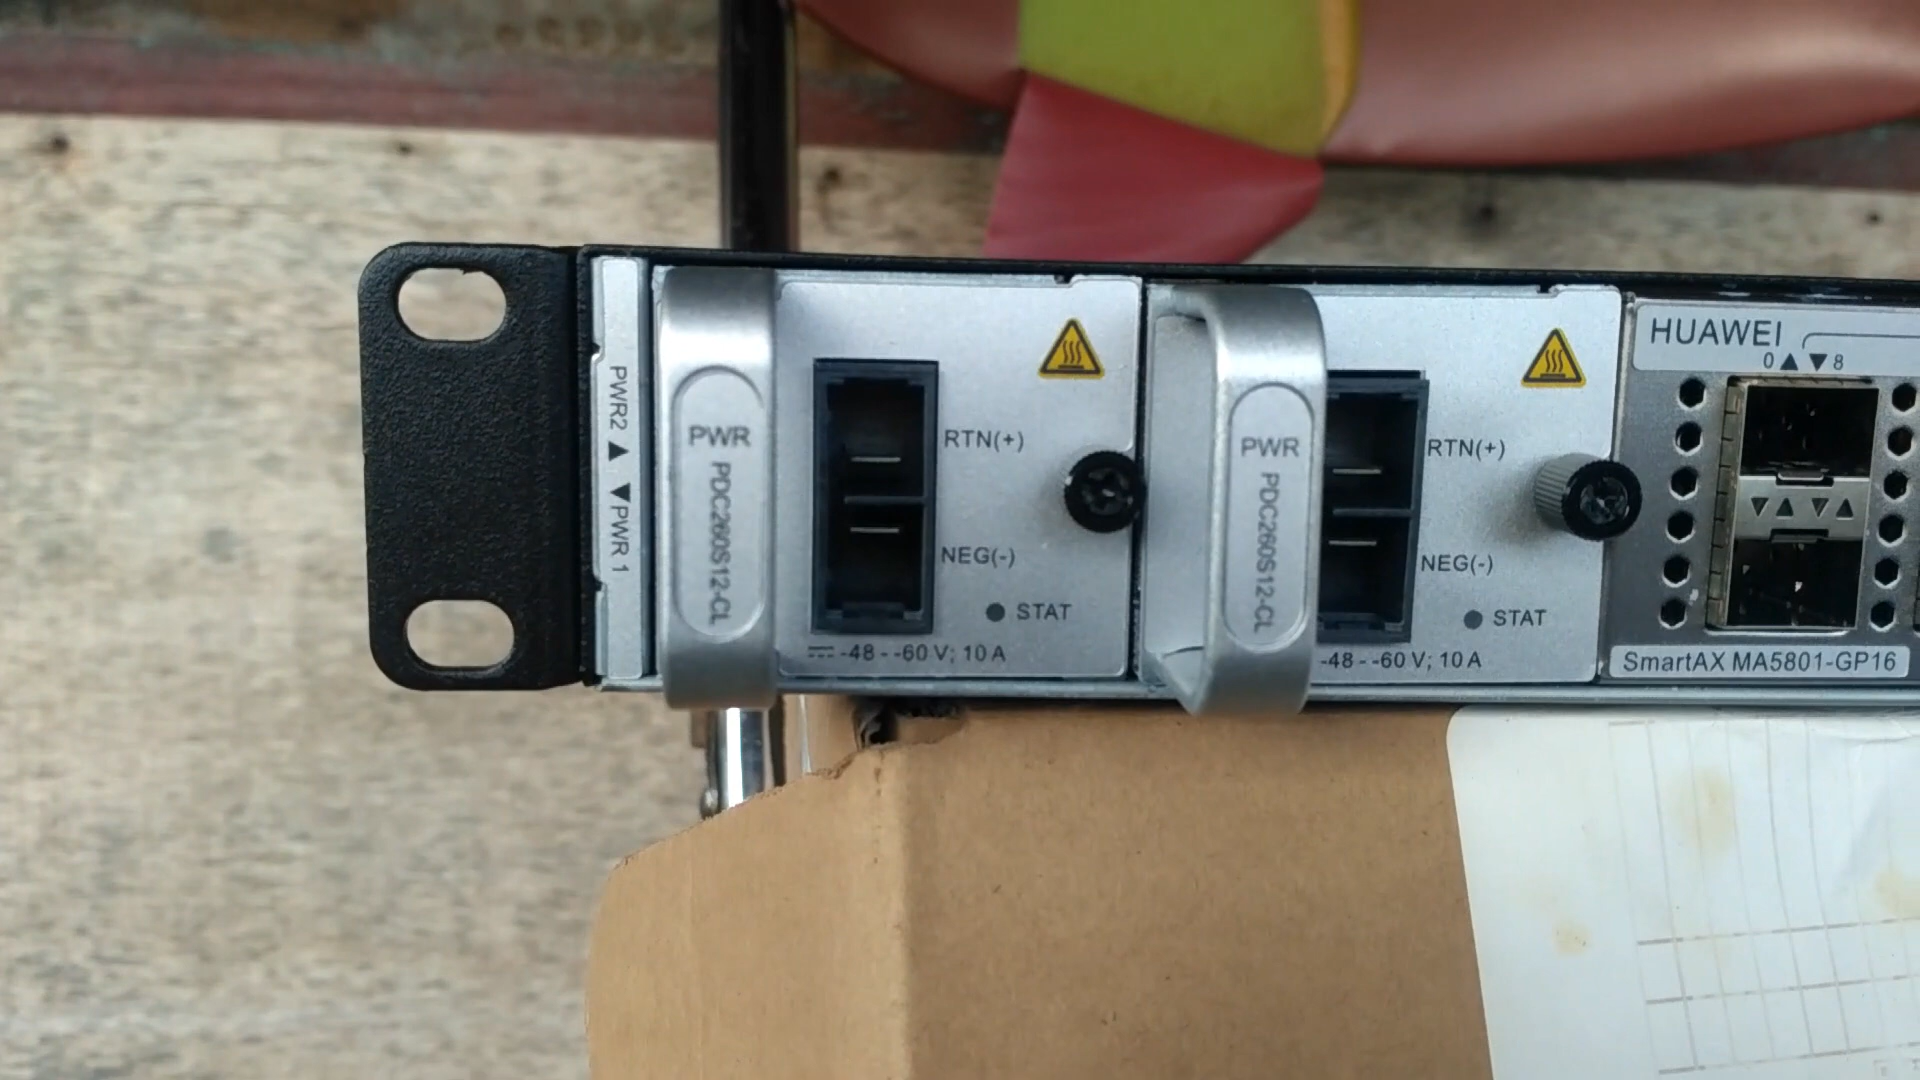 PWR2 ▲
▼PWR 1
PWR
PDC260S12-CL
RTN(+)
NEG(-)
STAT
-48 - -60 V; 10 A
PWR
PDC260S12-CL
RTN(+)
NEG(-)
STAT
-48 - -60 V; 10 A
HUAWEI
0▲ ▼8
SmartAX MA5801-GP16